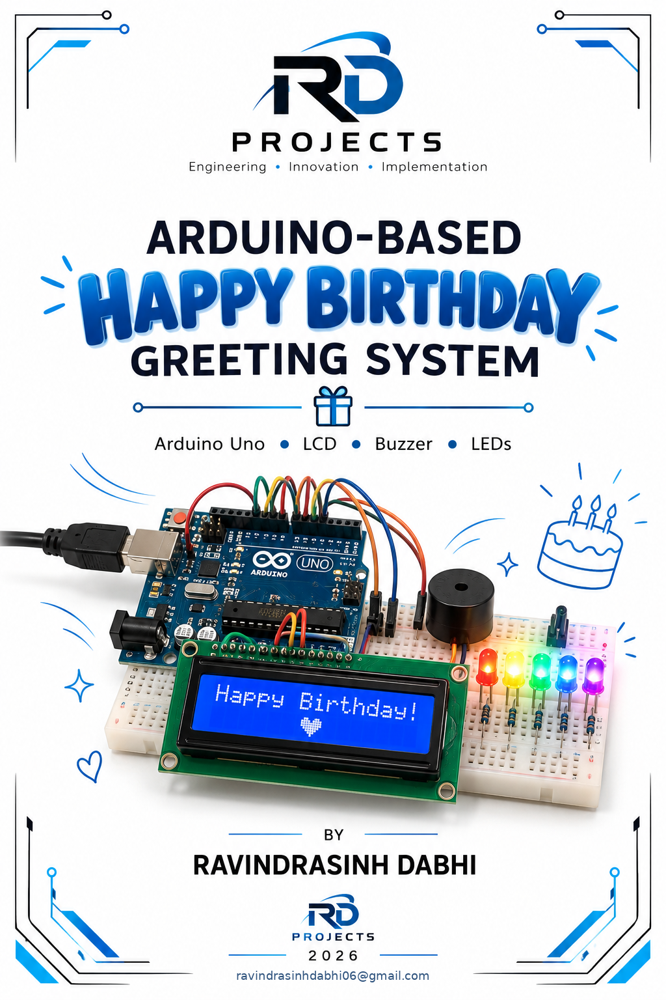 RD
PROJECTS
Engineering • Innovation • Implementation
ARDUINO-BASED
HAPPY BIRTHDAY
GREETING SYSTEM
Arduino Uno • LCD • Buzzer • LEDs
UNO
ARDUINO
Happy Birthday!
BY
RAVINDRASINH DABHI
RD
PROJECTS
2026
ravindrasinhdabhi06@gmail.com